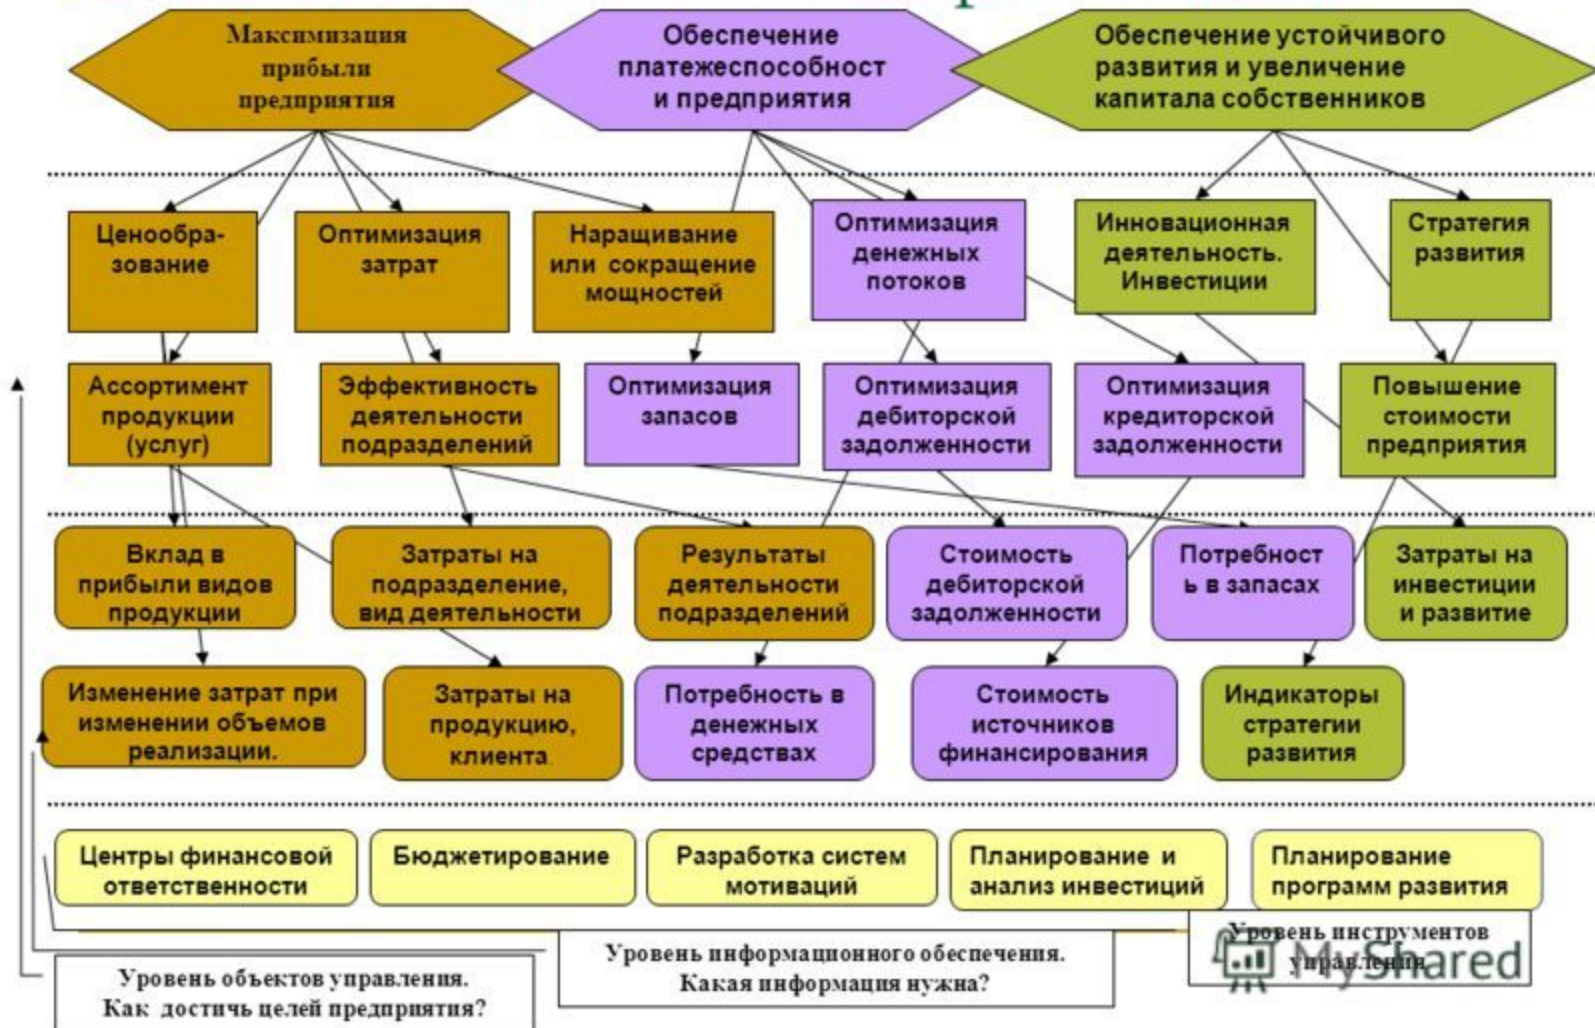 Максимизация
прибыли
предприятия
Обеспечение
платежеспособност
и предприятия
Обеспечение устойчивого
развития и увеличение
капитала собственников
Ценообра-
зование
Оптимизация
затрат
Наращивание
или сокращение
мощностей
Оптимизация
денежных
потоков
Инновационная
деятельность.
Инвестиции
Стратегия
развития
Ассортимент
продукции
(услуг)
Эффективность
деятельности
подразделений
Оптимизация
запасов
Оптимизация
дебиторской
задолженности
Оптимизация
кредиторской
задолженности
Повышение
стоимости
предприятия
Вклад в
прибыли видов
продукции
Затраты на
подразделение,
вид деятельности
Результаты
деятельности
подразделений
Стоимость
дебиторской
задолженности
Потребност
ь в запасах
Затраты на
инвестиции
и развитие
Изменение затрат при
изменении объемов
реализации.
Затраты на
продукцию,
клиента.
Потребность в
денежных
средствах
Стоимость
источников
финансирования
Индикаторы
стратегии
развития
Центры финансовой
ответственности
Бюджетирование
Разработка систем
мотиваций
Планирование и
анализ инвестиций
Планирование
программ развития
Уровень объектов управления.
Как достичь целей предприятия?
Уровень информационного обеспечения.
Какая информация нужна?
Уровень инструментов
управления
MyShared